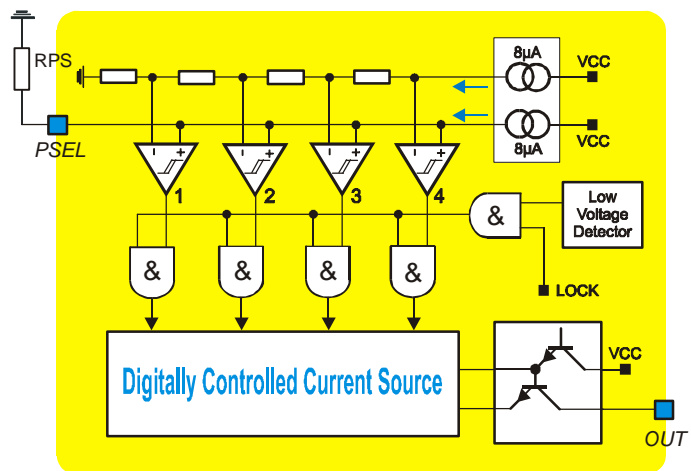 8µA
VCC
RPS
VCC
8µA
PSEL
- +
- +
- +
- +
1
2
3
4
&
Low
Voltage
Detector
&
&
&
&
LOCK
Digitally Controlled Current Source
VCC
OUT